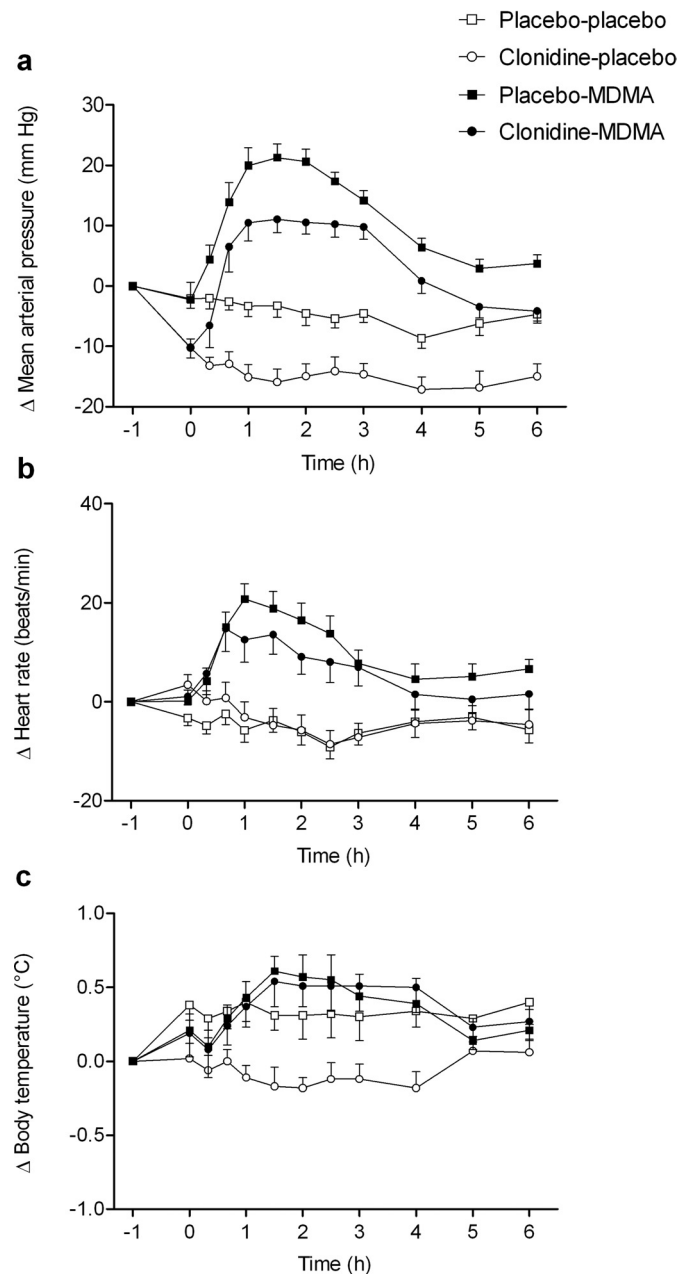 Placebo-placebo
Clonidine-placebo
Placebo-MDMA
Clonidine-MDMA
a
Δ Mean arterial pressure (mm Hg)
30
20
10
0
-10
-20
-1 0 1 2 3 4 5 6
Time (h)
b
Δ Heart rate (beats/min)
40
20
0
-20
-1 0 1 2 3 4 5 6
Time (h)
c
Δ Body temperature (°C)
1.0
0.5
0.0
-0.5
-1.0
-1 0 1 2 3 4 5 6
Time (h)